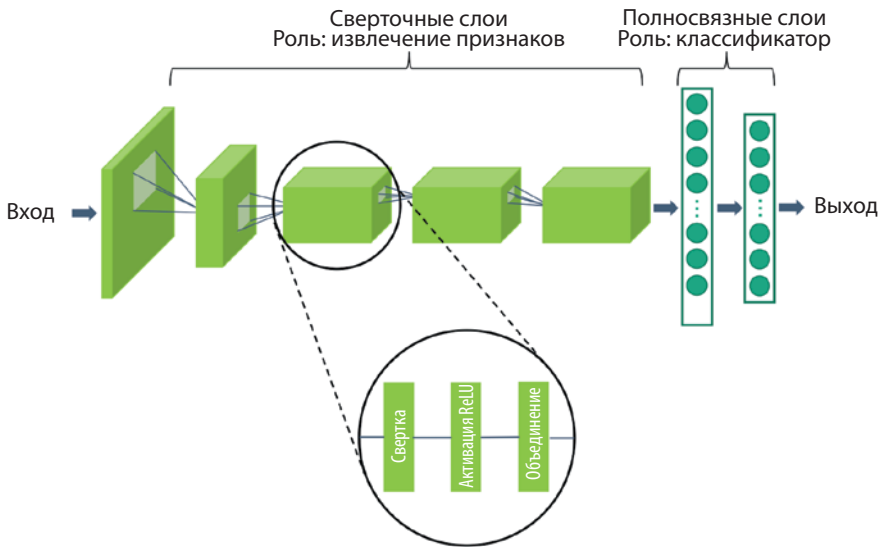 Сверточные слои
Роль: извлечение признаков
Полносвязные слои
Роль: классификатор
Вход
Выход
Свертка
Активация ReLU
Объединение